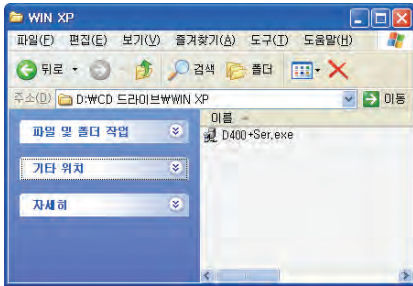 WIN XP
파일(F) 편집(E) 보기(V) 즐겨찾기(A) 도구(T) 도움말(H)
뒤로 검색 폴더
주소(D) D:₩CD 드라이브₩WIN XP 이동
이름
파일 및 폴더 작업
D400+Ser.exe
기타 위치
자세히